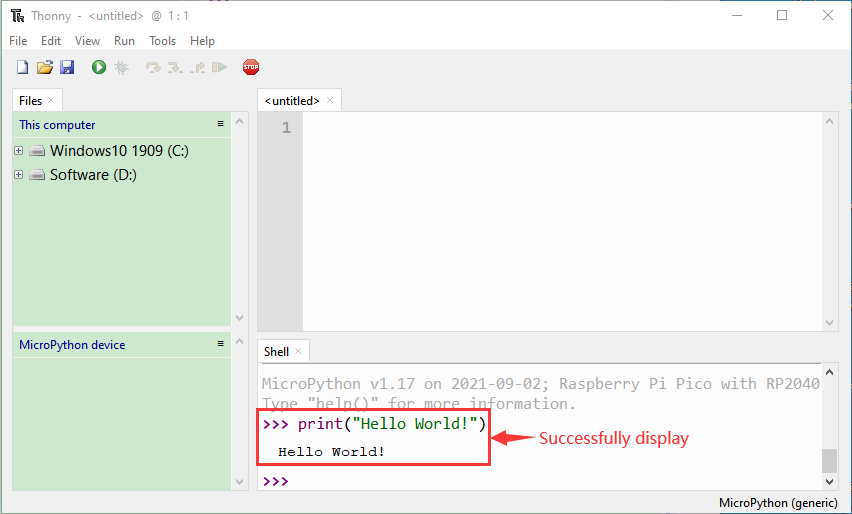 Thonny - <untitled> @ 1:1
File Edit View Run Tools Help
STOP
Files ×
This computer
Windows10 1909 (C:)
Software (D:)
MicroPython device
<untitled> ×
1
Shell ×
MicroPython v1.17 on 2021-09-02; Raspberry Pi Pico with RP2040
Type "help()" for more information.
>>> print("Hello World!")
Hello World!
>>>
Successfully display
MicroPython (generic)